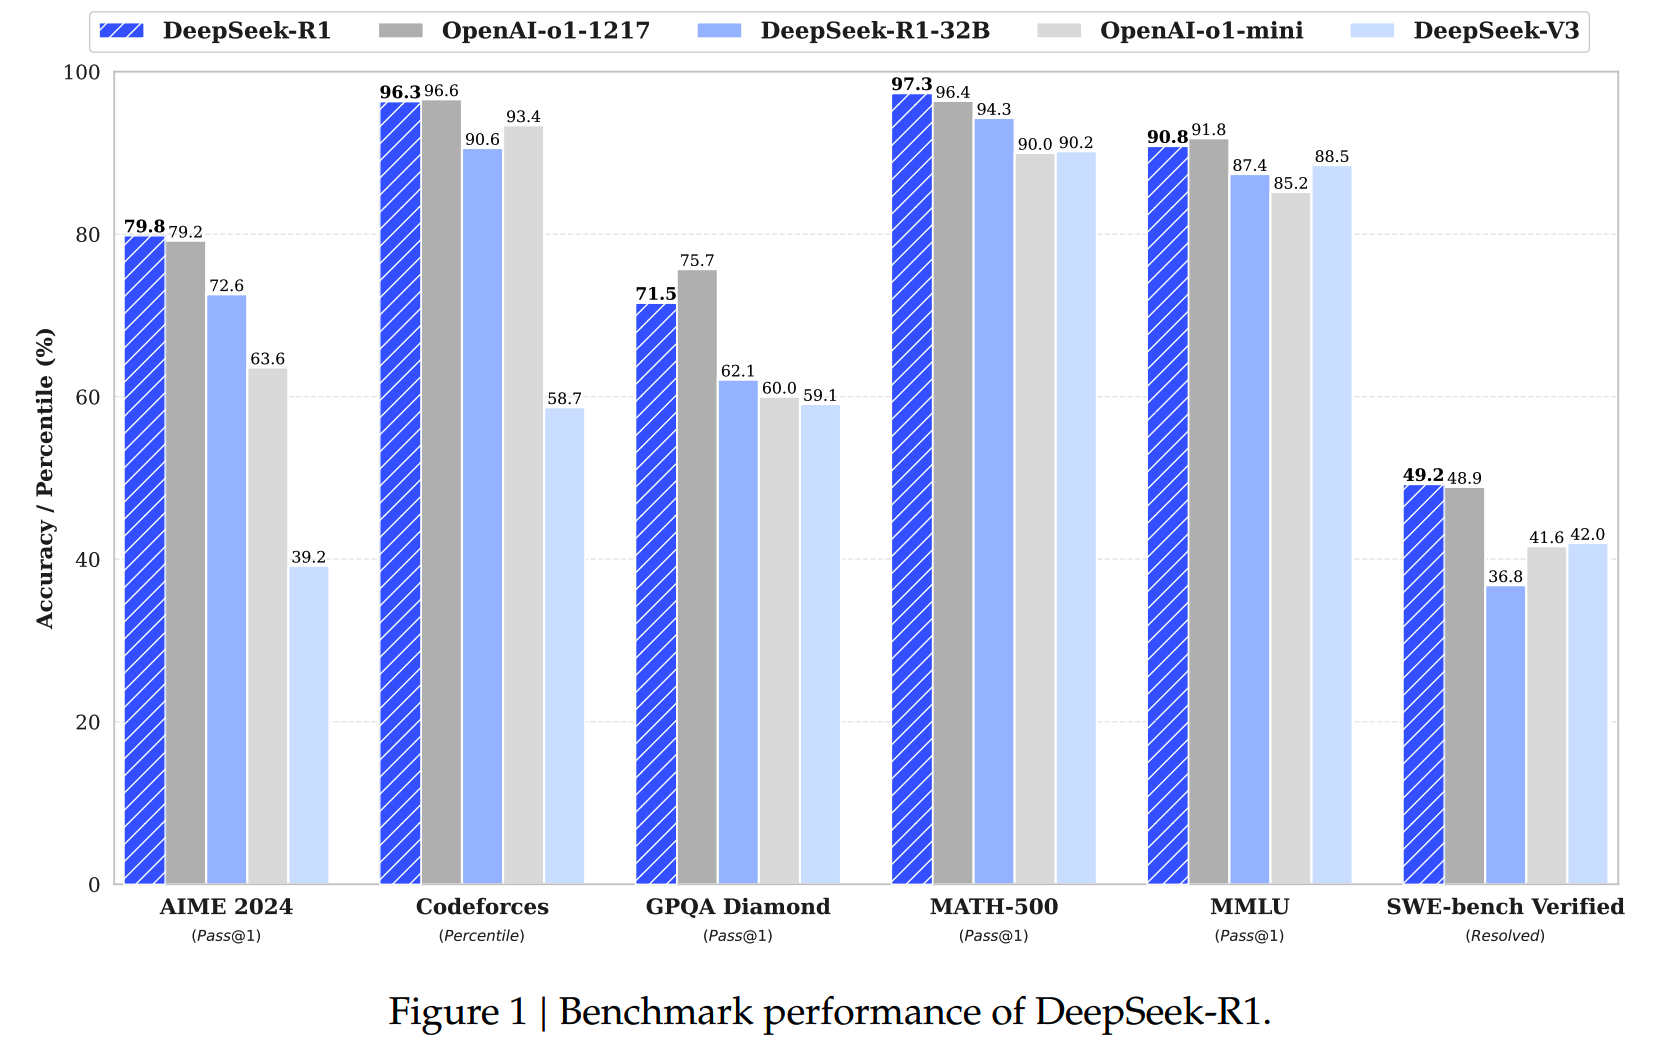 DeepSeek-R1 OpenAI-o1-1217 DeepSeek-R1-32B OpenAI-o1-mini DeepSeek-V3
Accuracy / Percentile (%)
100
80
60
40
20
0
79.8 79.2 72.6 63.6 39.2
96.3 96.6 90.6 93.4 58.7
71.5 75.7 62.1 60.0 59.1
97.3 96.4 94.3 90.0 90.2
90.8 91.8 87.4 85.2 88.5
49.2 48.9 36.8 41.6 42.0
AIME 2024 Codeforces GPQA Diamond MATH-500 MMLU SWE-bench Verified
(Pass@1) (Percentile) (Pass@1) (Pass@1) (Pass@1) (Resolved)
Figure 1 | Benchmark performance of DeepSeek-R1.